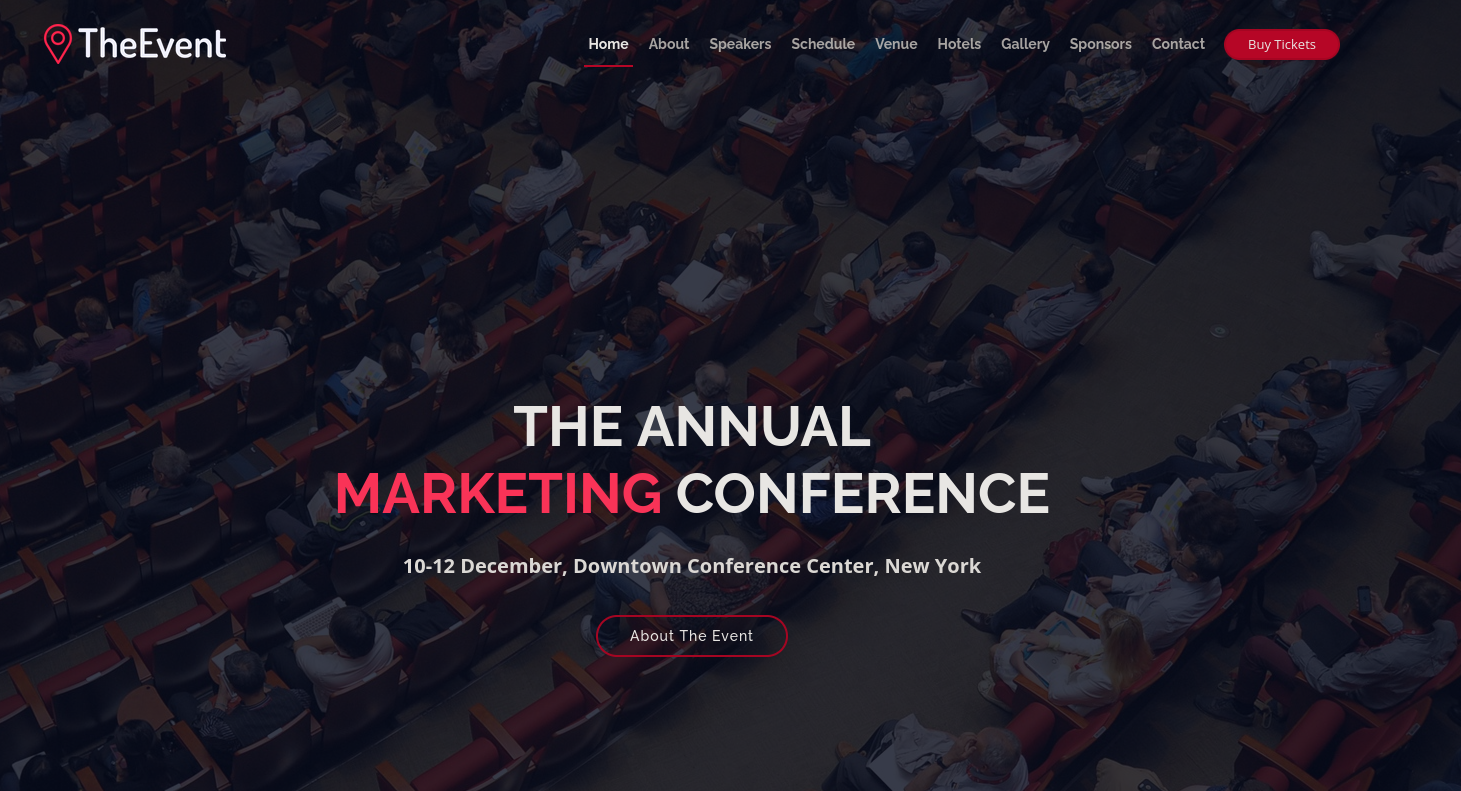 TheEvent
Home About Speakers Schedule Venue Hotels Gallery Sponsors Contact Buy Tickets
THE ANNUAL
MARKETING CONFERENCE
10-12 December, Downtown Conference Center, New York
About The Event